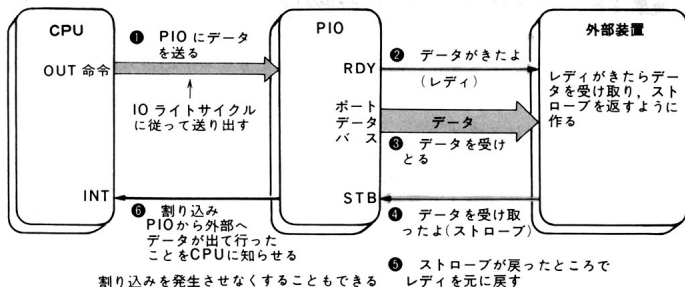 CPU
❶ PIO にデータ
を送る
OUT 命令
IO ライトサイクル
に従って送り出す
INT
❻ 割り込み
PIOから外部へ
データが出て行った
ことをCPUに知らせる
割り込みを発生させなくすることもできる
PIO
RDY
ポート
データ
バス
STB
❷ データがきたよ
(レディ)
データ
❸ データを受け
とる
❹ データを受け取
ったよ(ストローブ)
❺ ストローブが戻ったところで
レディを元に戻す
外部装置
レディがきたらデー
タを受け取り，スト
ローブを返すように
作る